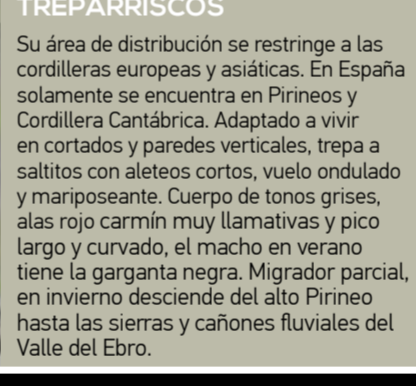 TREPARRISCOS
Su área de distribución se restringe a las
cordilleras europeas y asiáticas. En España
solamente se encuentra en Pirineos y
Cordillera Cantábrica. Adaptado a vivir
en cortados y paredes verticales, trepa a
saltitos con aleteos cortos, vuelo ondulado
y mariposeante. Cuerpo de tonos grises,
alas rojo carmín muy llamativas y pico
largo y curvado, el macho en verano
tiene la garganta negra. Migrador parcial,
en invierno desciende del alto Pirineo
hasta las sierras y cañones fluviales del
Valle del Ebro.